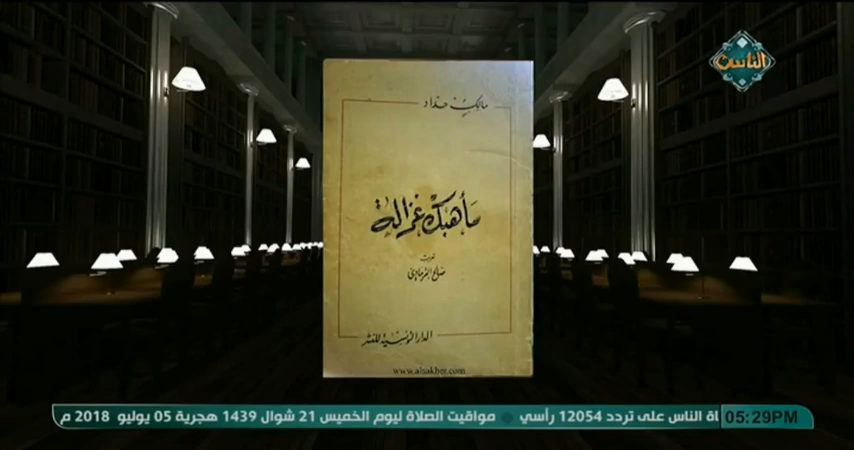 الناس
مالك حداد
سأهبك غزالة
تعريب
صالح القرمادي
الدار التونسية للنشر
www.alsakher.com
05:29PM
اة الناس على تردد 12054 رأسي
مواقيت الصلاة ليوم الخميس 21 شوال 1439 هجرية 05 يوليو 2018 م